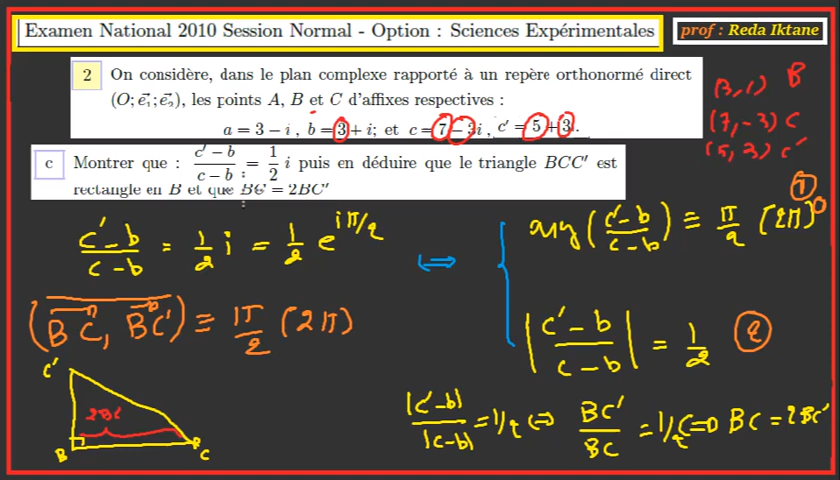 Examen National 2010 Session Normal - Option : Sciences Expérimentales
prof : Reda Iktane
2 On considère, dans le plan complexe rapporté à un repère orthonormé direct
(O; e₁⃗; e₂⃗), les points A, B et C d'affixes respectives :
a = 3 − i , b = 3 + i; et c = 7 − 3i, c' = 5 + 3i.
(3, 1) B
(7, -3) C
(5, 3) c'
c Montrer que : (c' − b)/(c − b) = 1/2 i puis en déduire que le triangle BCC' est
rectangle en B et que BC = 2BC'
(c' - b)/(c - b) = 1/2 i = 1/2 e^{iπ/2}
⟺
arg((c' - b)/(c - b)) ≡ π/2 [2π] ①
(BC⃗, BC'⃗) ≡ π/2 (2π)
|(c' - b)/(c - b)| = 1/2 ②
|c' - b|/|c - b| = 1/2 ⟺ BC'/BC = 1/2 ⟹ BC = 2BC'
C'
2BC'
B
C